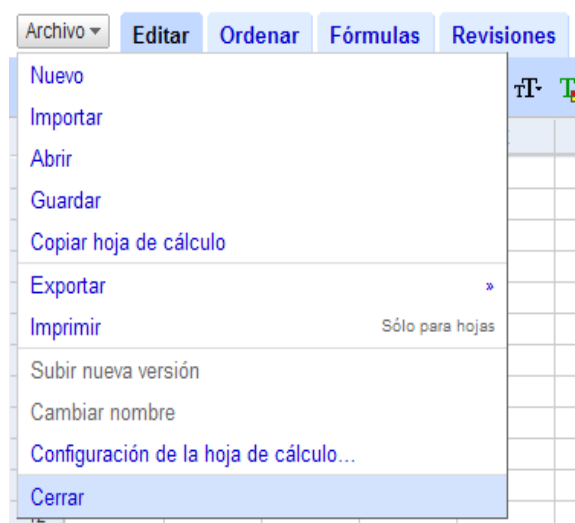 Archivo Editar Ordenar Fórmulas Revisiones
Nuevo
Importar
Abrir
Guardar
Copiar hoja de cálculo
Exportar »
Imprimir Sólo para hojas
Subir nueva versión
Cambiar nombre
Configuración de la hoja de cálculo...
Cerrar